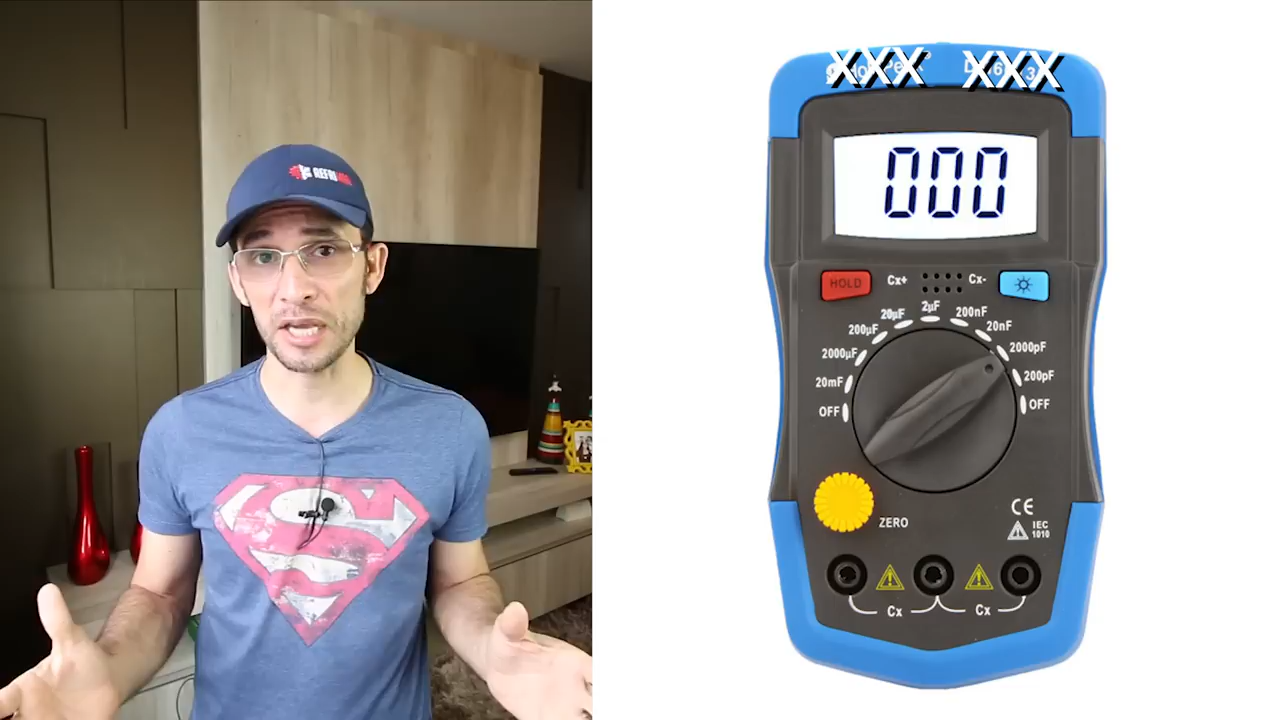 REFRI
S
XXX XXX
000
HOLD
Cx+
Cx-
2µF
20µF
200nF
200µF
20nF
2000µF
2000pF
20mF
200pF
OFF
OFF
ZERO
CE
IEC
1010
Cx
Cx